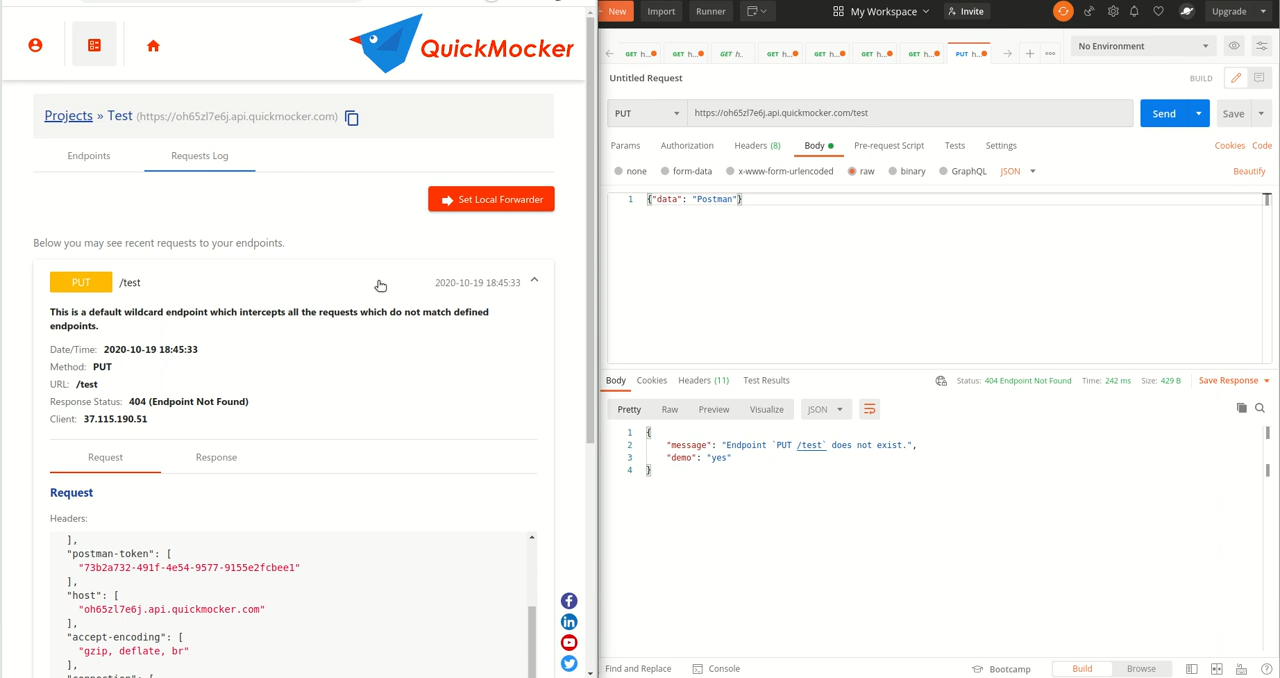 QuickMocker
Projects » Test (https://oh65zl7e6j.api.quickmocker.com)
Endpoints
Requests Log
Set Local Forwarder
Below you may see recent requests to your endpoints.
PUT /test 2020-10-19 18:45:33
This is a default wildcard endpoint which intercepts all the requests which do not match defined
endpoints.
Date/Time: 2020-10-19 18:45:33
Method: PUT
URL: /test
Response Status: 404 (Endpoint Not Found)
Client: 37.115.190.51
Request
Response
Request
Headers:
],
"postman-token": [
"73b2a732-491f-4e54-9577-9155e2fcbee1"
],
"host": [
"oh65zl7e6j.api.quickmocker.com"
],
"accept-encoding": [
"gzip, deflate, br"
],
New Import Runner My Workspace Invite Upgrade
GET h... GET h... GET h. GET h... GET h... GET h... GET h... PUT h...
No Environment
Untitled Request
BUILD
PUT https://oh65zl7e6j.api.quickmocker.com/test Send Save
Params Authorization Headers (8) Body Pre-request Script Tests Settings Cookies Code
none form-data x-www-form-urlencoded raw binary GraphQL JSON Beautify
1 {"data": "Postman"}
Body Cookies Headers (11) Test Results Status: 404 Endpoint Not Found Time: 242 ms Size: 429 B Save Response
Pretty Raw Preview Visualize JSON
1 {
2 "message": "Endpoint `PUT /test` does not exist.",
3 "demo": "yes"
4 }
Find and Replace Console Bootcamp Build Browse